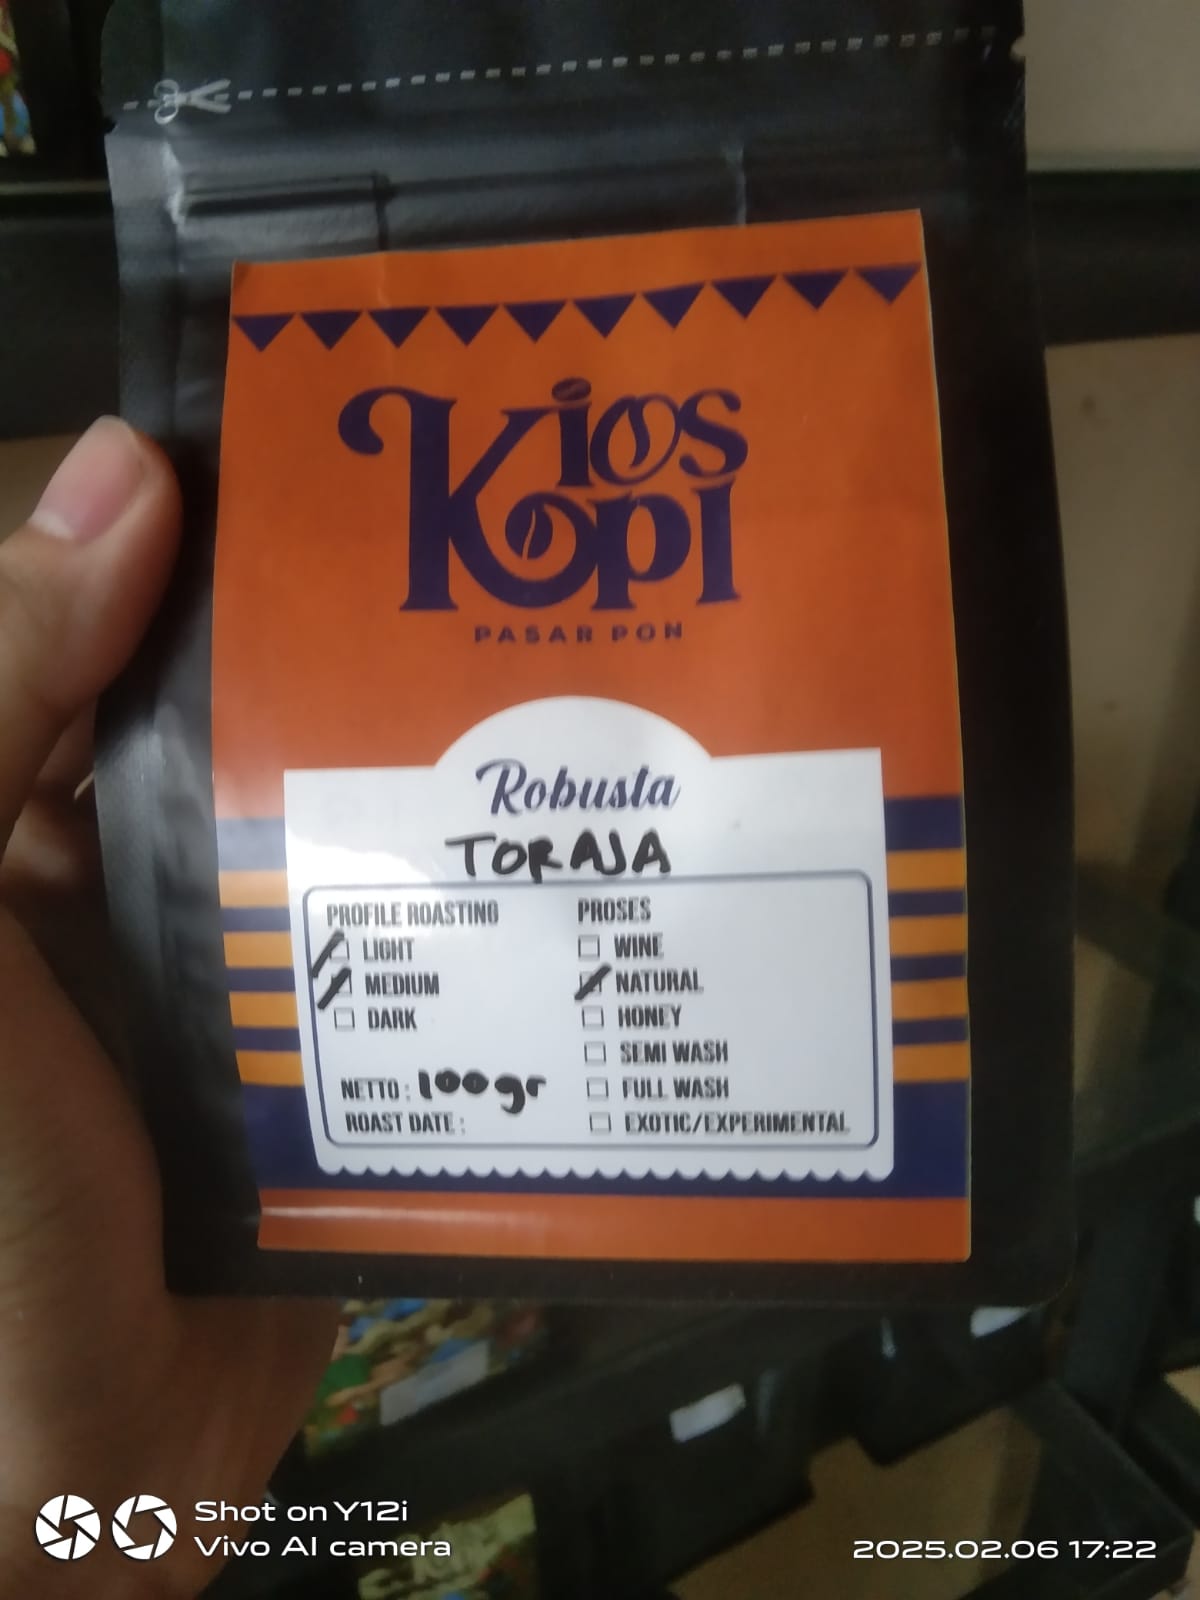 Kios
Kopi
PASAR PON
Robusta
TORAJA
PROFILE ROASTING
LIGHT
MEDIUM
DARK
NETTO : 100gr
ROAST DATE :
PROSES
WINE
NATURAL
HONEY
SEMI WASH
FULL WASH
EXOTIC/EXPERIMENTAL
Shot on Y12i
Vivo AI camera
2025.02.06 17:22